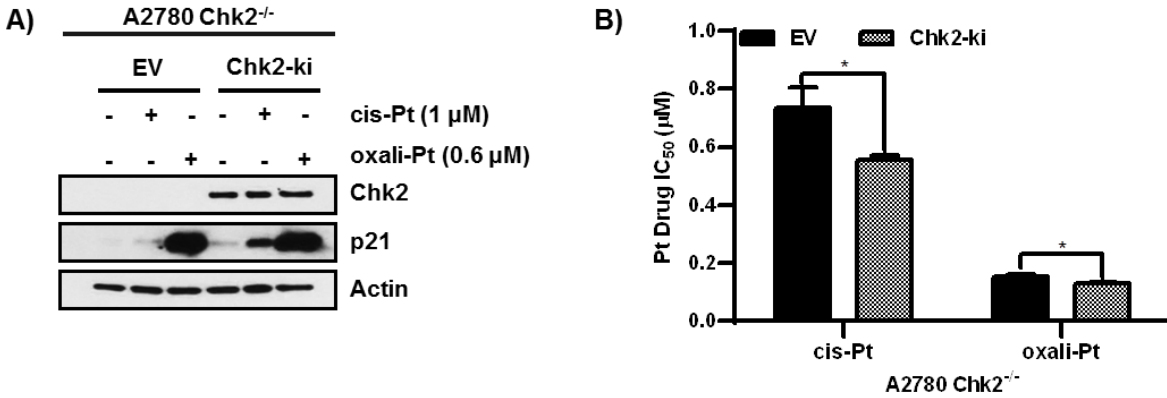 A)
A2780 Chk2-/-
EV Chk2-ki
- + - - + - cis-Pt (1 μM)
- - + - - + oxali-Pt (0.6 μM)
Chk2
p21
Actin
B)
EV Chk2-ki
Pt Drug IC50 (μM)
1.0
0.8
0.6
0.4
0.2
0.0
*
*
cis-Pt oxali-Pt
A2780 Chk2-/-